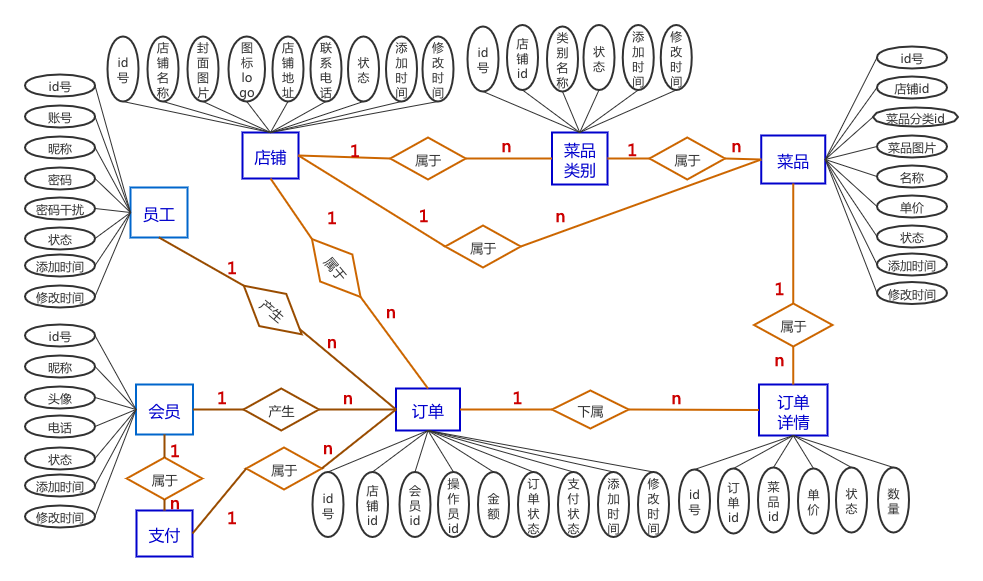 id号
店铺名称
封面图片
图标logo
店铺地址
联系电话
状态
添加时间
修改时间
id号
店铺id
类别名称
状态
添加时间
修改时间
id号
店铺id
菜品分类id
菜品图片
名称
单价
状态
添加时间
修改时间
id号
账号
昵称
密码
密码干扰
状态
添加时间
修改时间
店铺
1
属于
n
菜品
类别
1
属于
n
菜品
员工
1
属于
n
1
属于
n
1
产生
n
1
属于
n
id号
昵称
头像
电话
状态
添加时间
修改时间
会员
1
产生
n
订单
1
下属
n
订单
详情
1
属于
n
支付
1
属于
n
id号
店铺id
会员id
操作员id
金额
订单状态
支付状态
添加时间
修改时间
id号
订单id
菜品id
单价
状态
数量